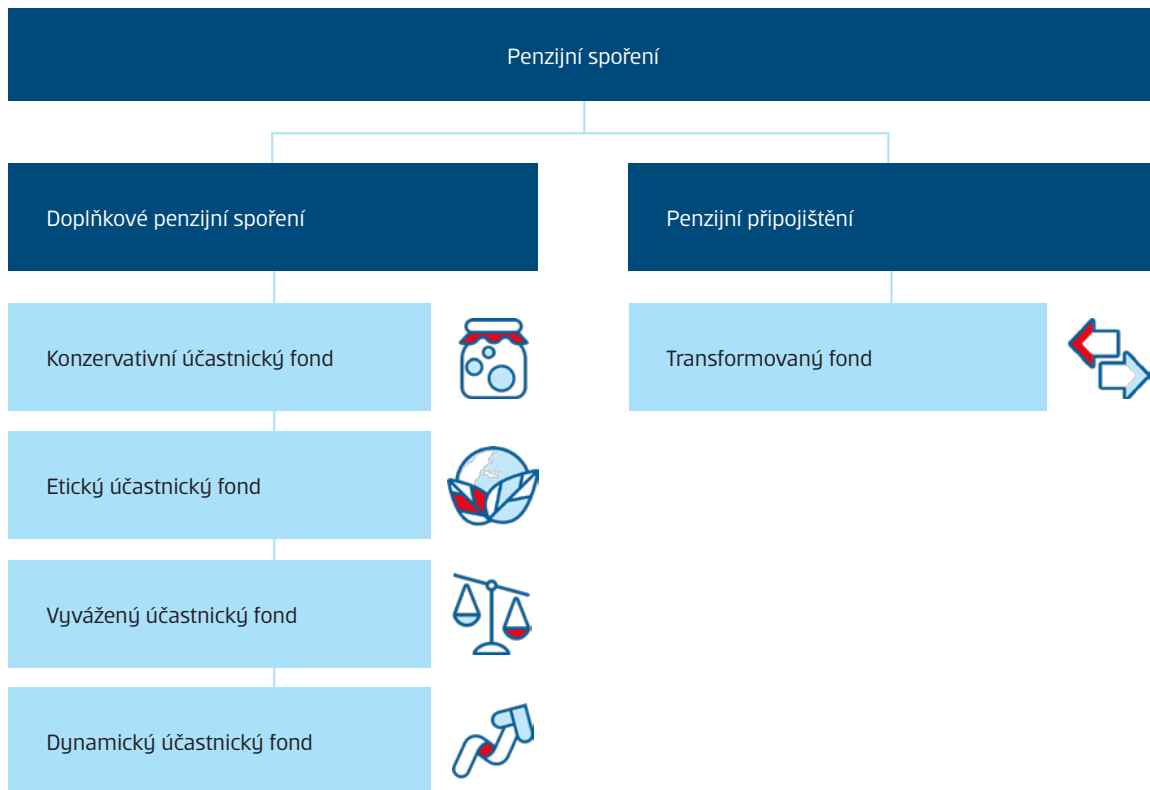 Penzijní spoření
Doplňkové penzijní spoření
Penzijní připojištění
Konzervativní účastnický fond
Transformovaný fond
Etický účastnický fond
Vyvážený účastnický fond
Dynamický účastnický fond